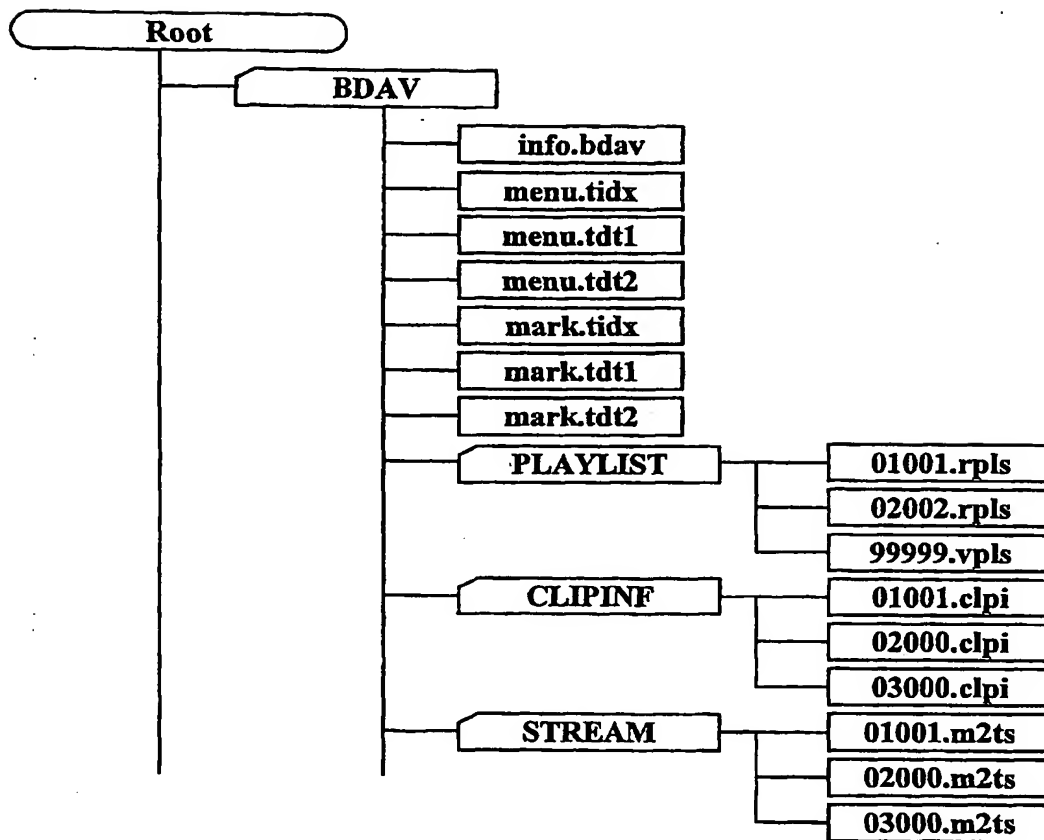 Root
BDAV
info.bdav
menu.tidx
menu.tdt1
menu.tdt2
mark.tidx
mark.tdt1
mark.tdt2
PLAYLIST
01001.rpls
02002.rpls
99999.vpls
CLIPINF
01001.clpi
02000.clpi
03000.clpi
STREAM
01001.m2ts
02000.m2ts
03000.m2ts